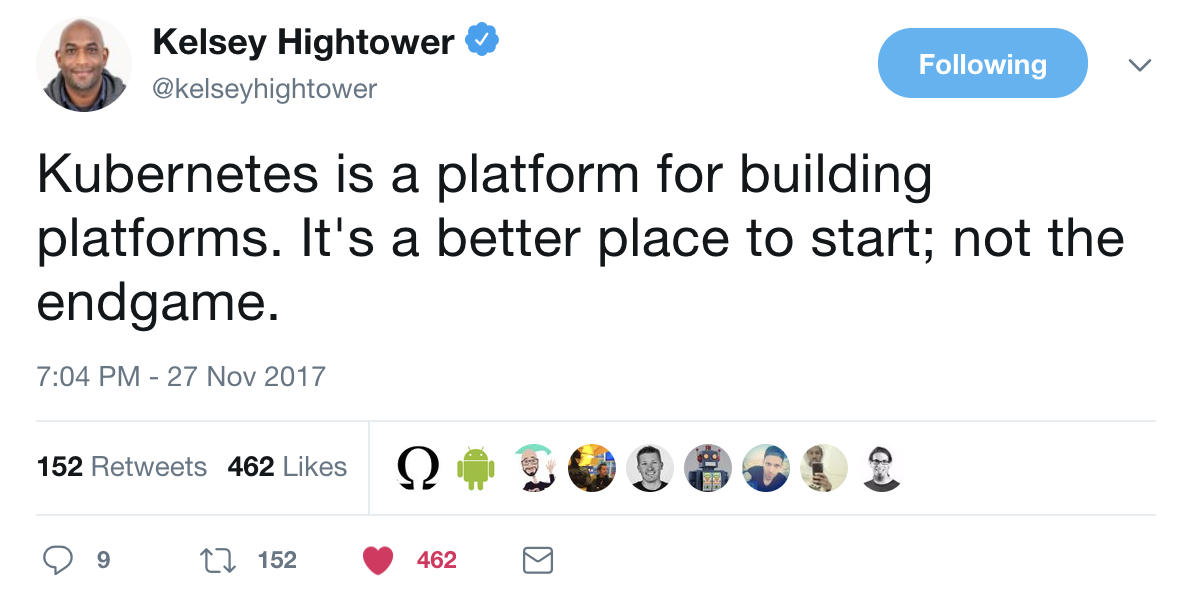 Kelsey Hightower
@kelseyhightower
Following
Kubernetes is a platform for building
platforms. It's a better place to start; not the
endgame.
7:04 PM - 27 Nov 2017
152 Retweets 462 Likes
Ω
9 152 462